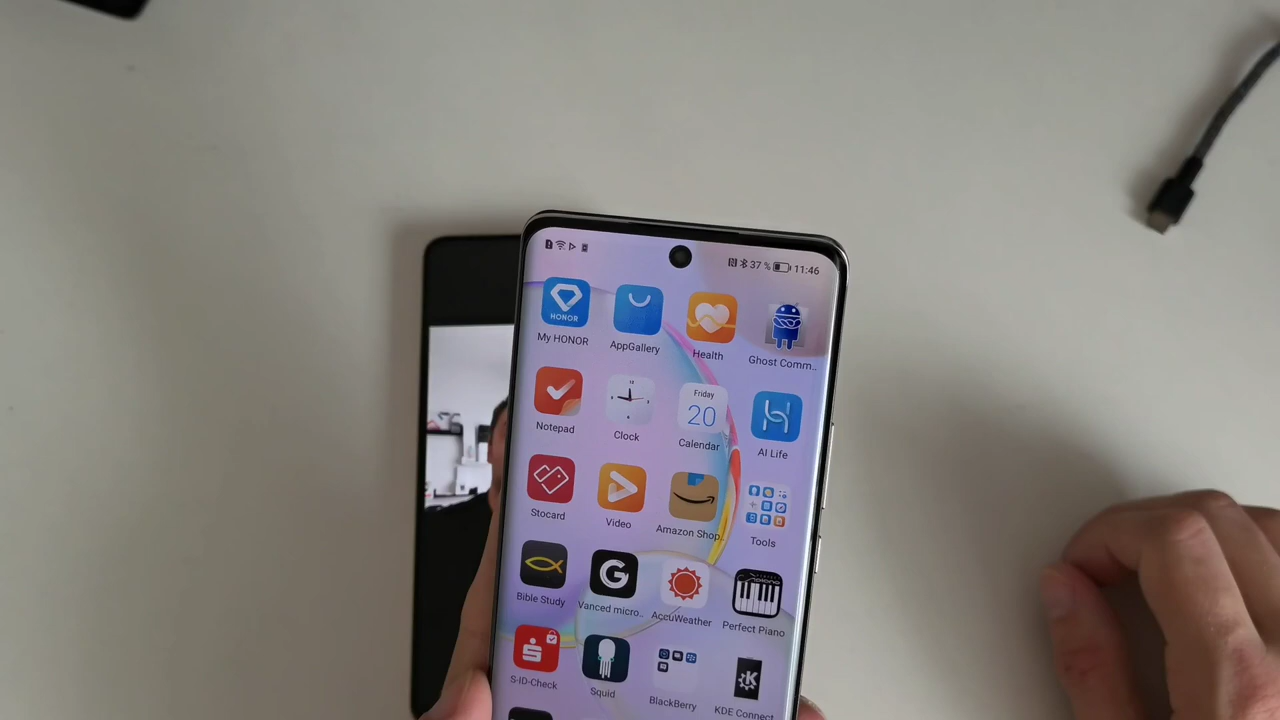 37 % 11:46
HONOR
My HONOR
AppGallery
Health
Ghost Comm..
Notepad
Clock
Friday
20
Calendar
AI Life
Stocard
Video
Amazon Shop..
Tools
Bible Study
G
Vanced micro..
AccuWeather
Perfect Piano
S
S-ID-Check
Squid
BlackBerry
K
KDE Connect